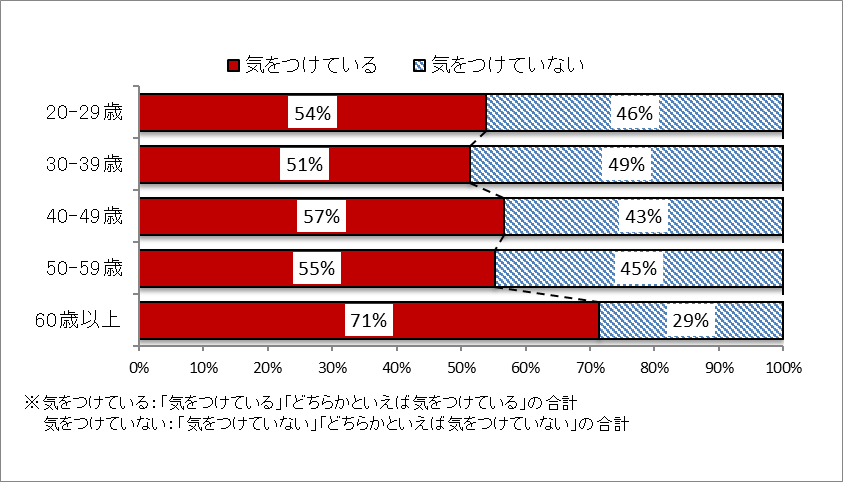 気をつけている 気をつけていない
20-29歳 54% 46%
30-39歳 51% 49%
40-49歳 57% 43%
50-59歳 55% 45%
60歳以上 71% 29%
0% 10% 20% 30% 40% 50% 60% 70% 80% 90% 100%
※気をつけている：「気をつけている」「どちらかといえば気をつけている」の合計
気をつけていない：「気をつけていない」「どちらかといえば気をつけていない」の合計